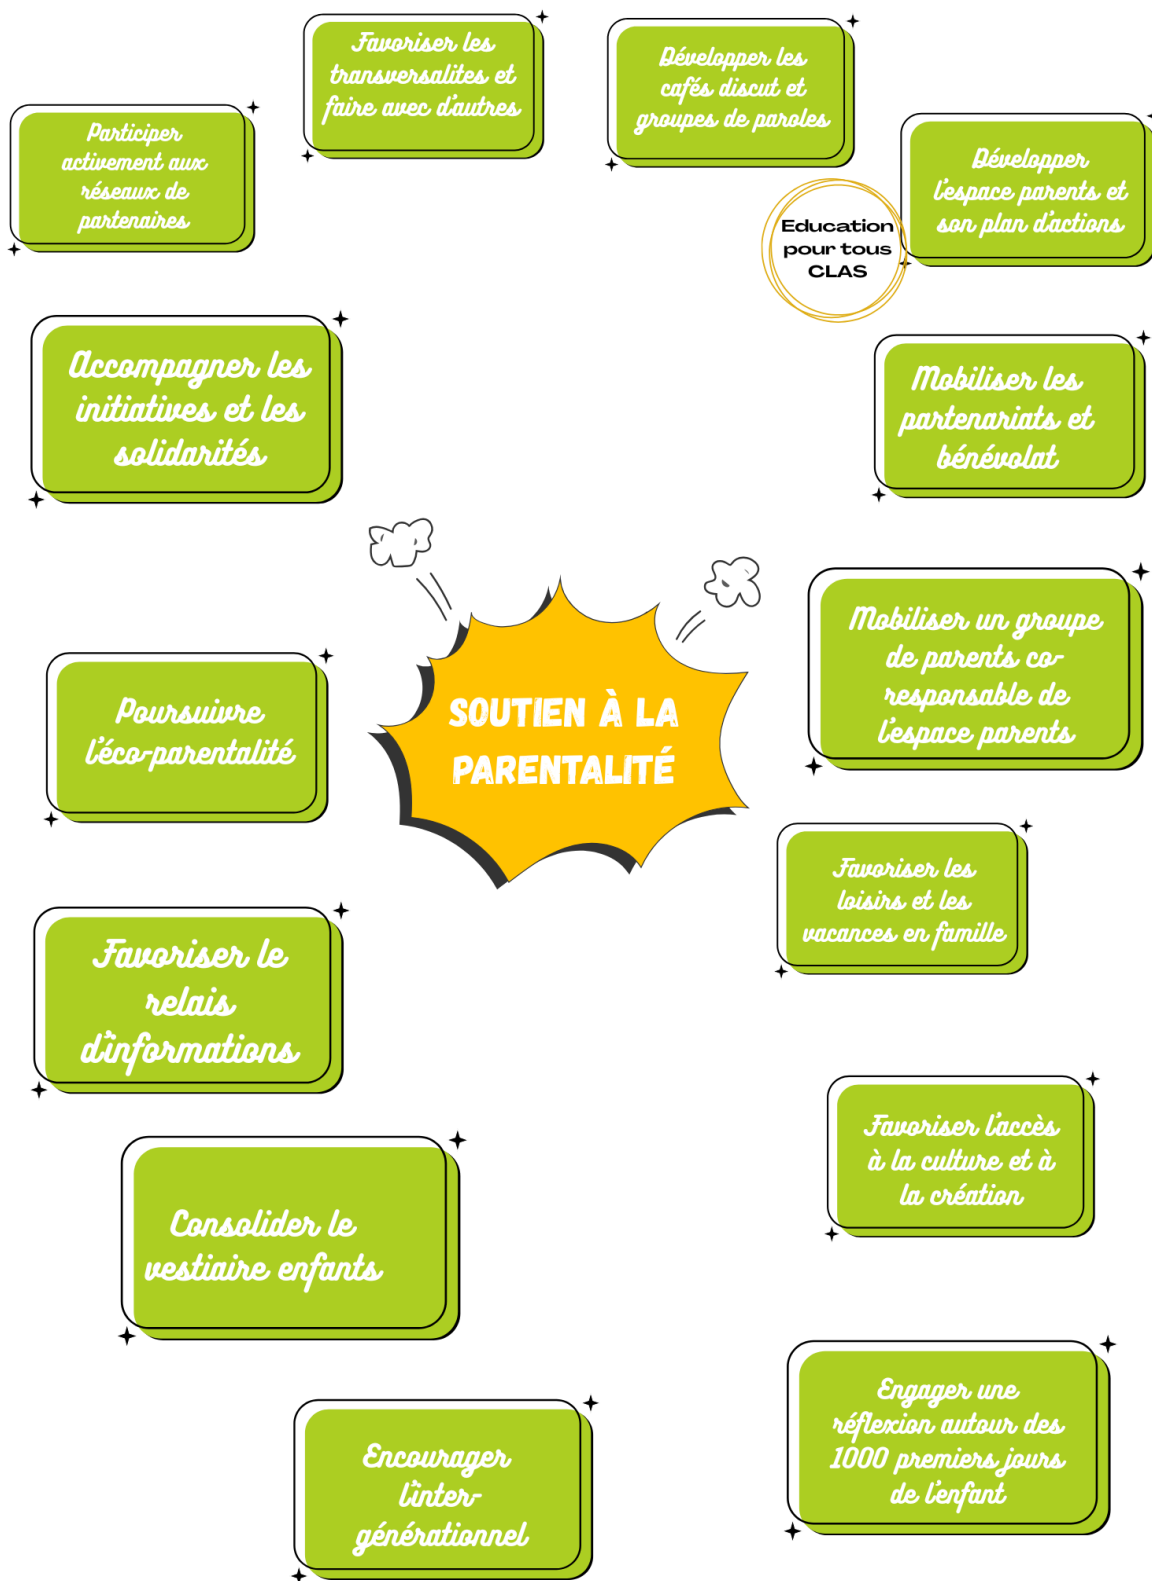 Favoriser les
transversalites et
faire avec d'autres
Développer les
cafés discut et
groupes de paroles
Participer
activement aux
réseaux de
partenaires
Développer
l'espace parents et
son plan d'actions
Education
pour tous
CLAS
Accompagner les
initiatives et les
solidarités
Mobiliser les
partenariats et
bénévolat
Mobiliser un groupe
de parents co-
responsable de
l'espace parents
Poursuivre
l'éco-parentalité
SOUTIEN À LA
PARENTALITÉ
Favoriser les
loisirs et les
vacances en famille
Favoriser le
relais
d'informations
Favoriser l'accès
à la culture et à
la création
Consolider le
vestiaire enfants
Engager une
réflexion autour des
1000 premiers jours
de l'enfant
Encourager
l'inter-
générationnel